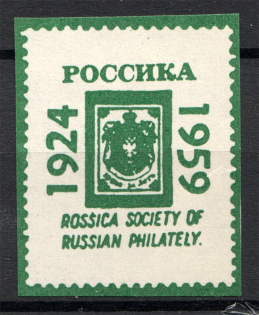 РОССИКА
1924
1959
ROSSICA SOCIETY OF
RUSSIAN PHILATELY.